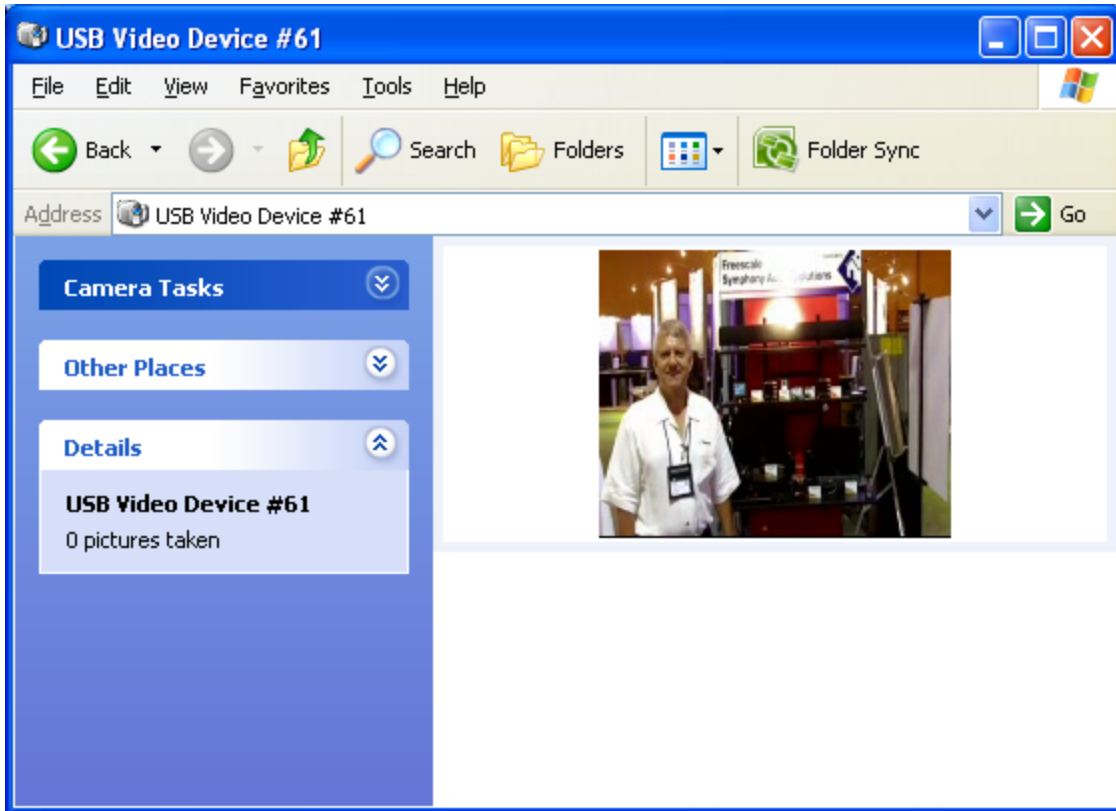 USB Video Device #61
File Edit View Favorites Tools Help
Back Search Folders Folder Sync
Address USB Video Device #61 Go
Camera Tasks
Other Places
Details
USB Video Device #61
0 pictures taken
Freescale
Symphony